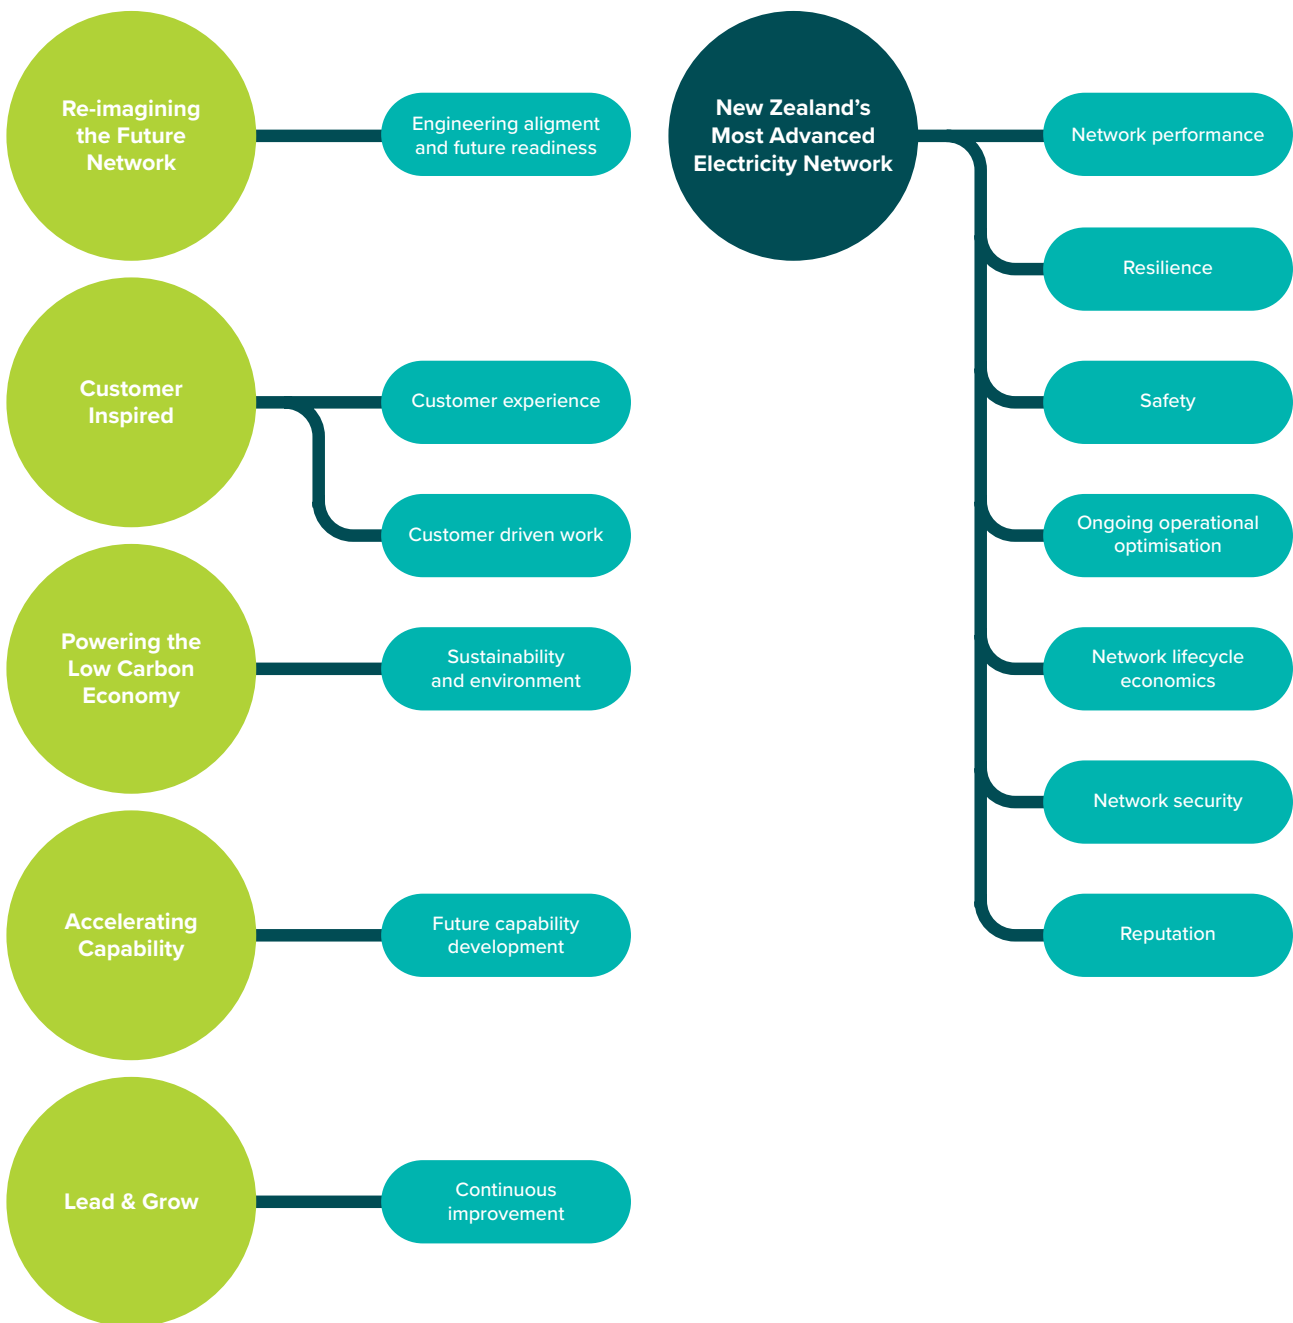 Re-imagining
the Future
Network
Engineering aligment
and future readiness
Customer
Inspired
Customer experience
Customer driven work
Powering the
Low Carbon
Economy
Sustainability
and environment
Accelerating
Capability
Future capability
development
Lead & Grow
Continuous
improvement
New Zealand’s
Most Advanced
Electricity Network
Network performance
Resilience
Safety
Ongoing operational
optimisation
Network lifecycle
economics
Network security
Reputation